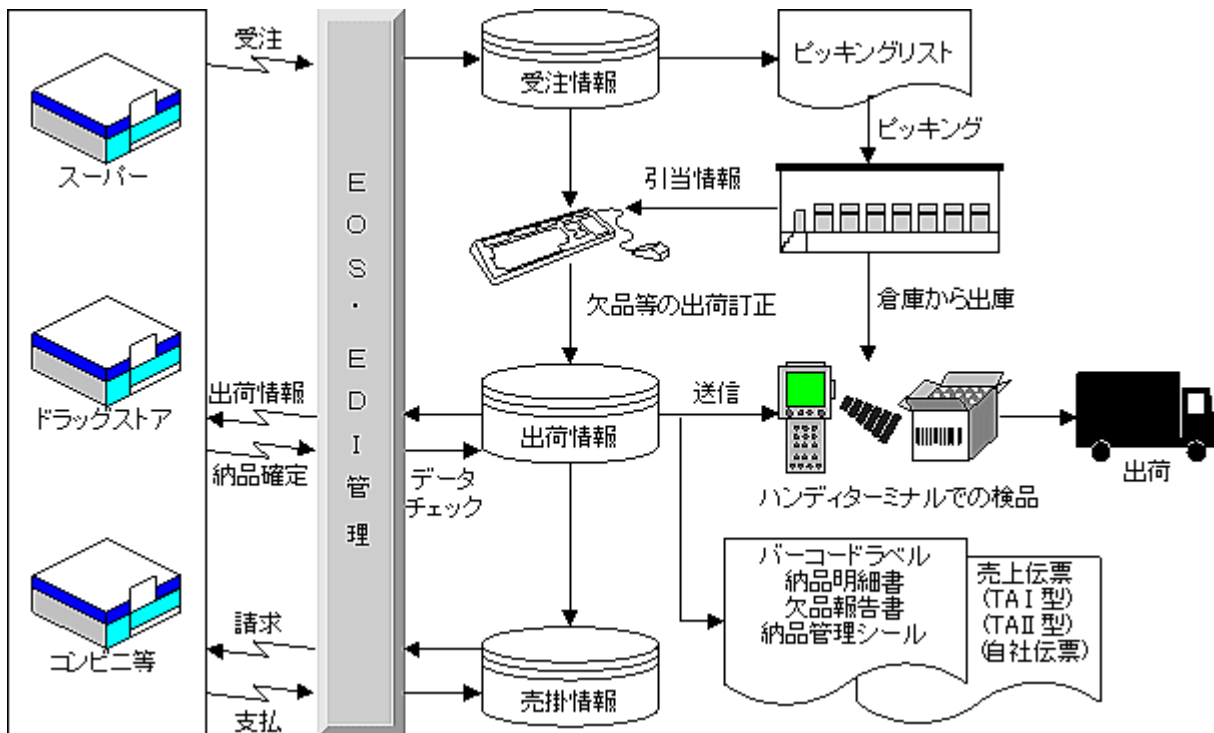 受注
スーパー
ドラッグストア
コンビニ等
出荷情報
納品確定
請求
支払
EOS・EDI管理
受注情報
ピッキングリスト
ピッキング
引当情報
欠品等の出荷訂正
倉庫から出庫
出荷情報
送信
データ
チェック
ハンディターミナルでの検品
出荷
バーコードラベル
納品明細書
欠品報告書
納品管理シール
売上伝票
(TAⅠ型)
(TAⅡ型)
(自社伝票)
売掛情報